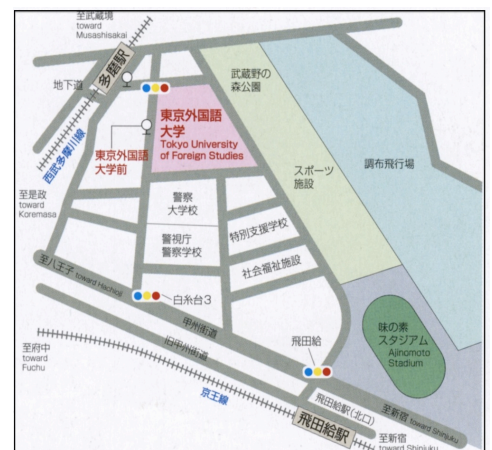 至武蔵境
toward
Musashisakai
多磨駅
地下道
西武多摩川線
東京外国語
大学前
東京外国語
大学
Tokyo University
of Foreign Studies
武蔵野の
森公園
スポーツ
施設
調布飛行場
至是政
toward
Koremasa
警察
大学校
警視庁
警察学校
特別支援学校
社会福祉施設
至八王子 toward Hachioji
白糸台3
甲州街道
旧甲州街道
飛田給
味の素
スタジアム
Ajinomoto
Stadium
至府中
toward
Fuchu
京王線
飛田給駅(北口)
飛田給駅
至新宿 toward Shinjuku
至新宿
toward Shinjuku